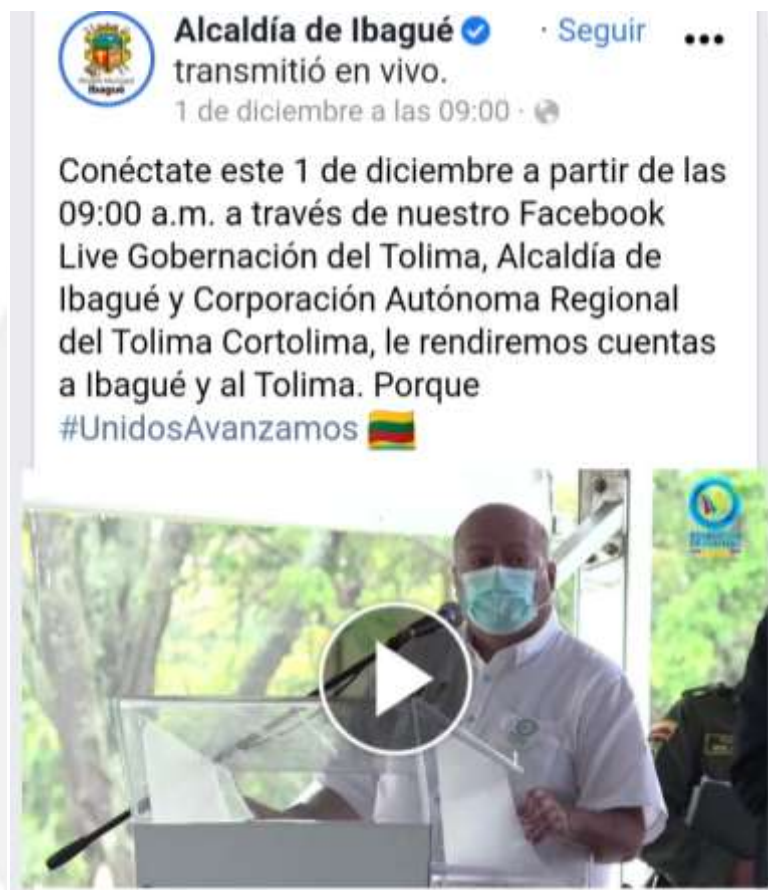 Alcaldía de Ibagué · Seguir
transmitió en vivo.
1 de diciembre a las 09:00 ·
Conéctate este 1 de diciembre a partir de las
09:00 a.m. a través de nuestro Facebook
Live Gobernación del Tolima, Alcaldía de
Ibagué y Corporación Autónoma Regional
del Tolima Cortolima, le rendiremos cuentas
a Ibagué y al Tolima. Porque
#UnidosAvanzamos
Ibagué